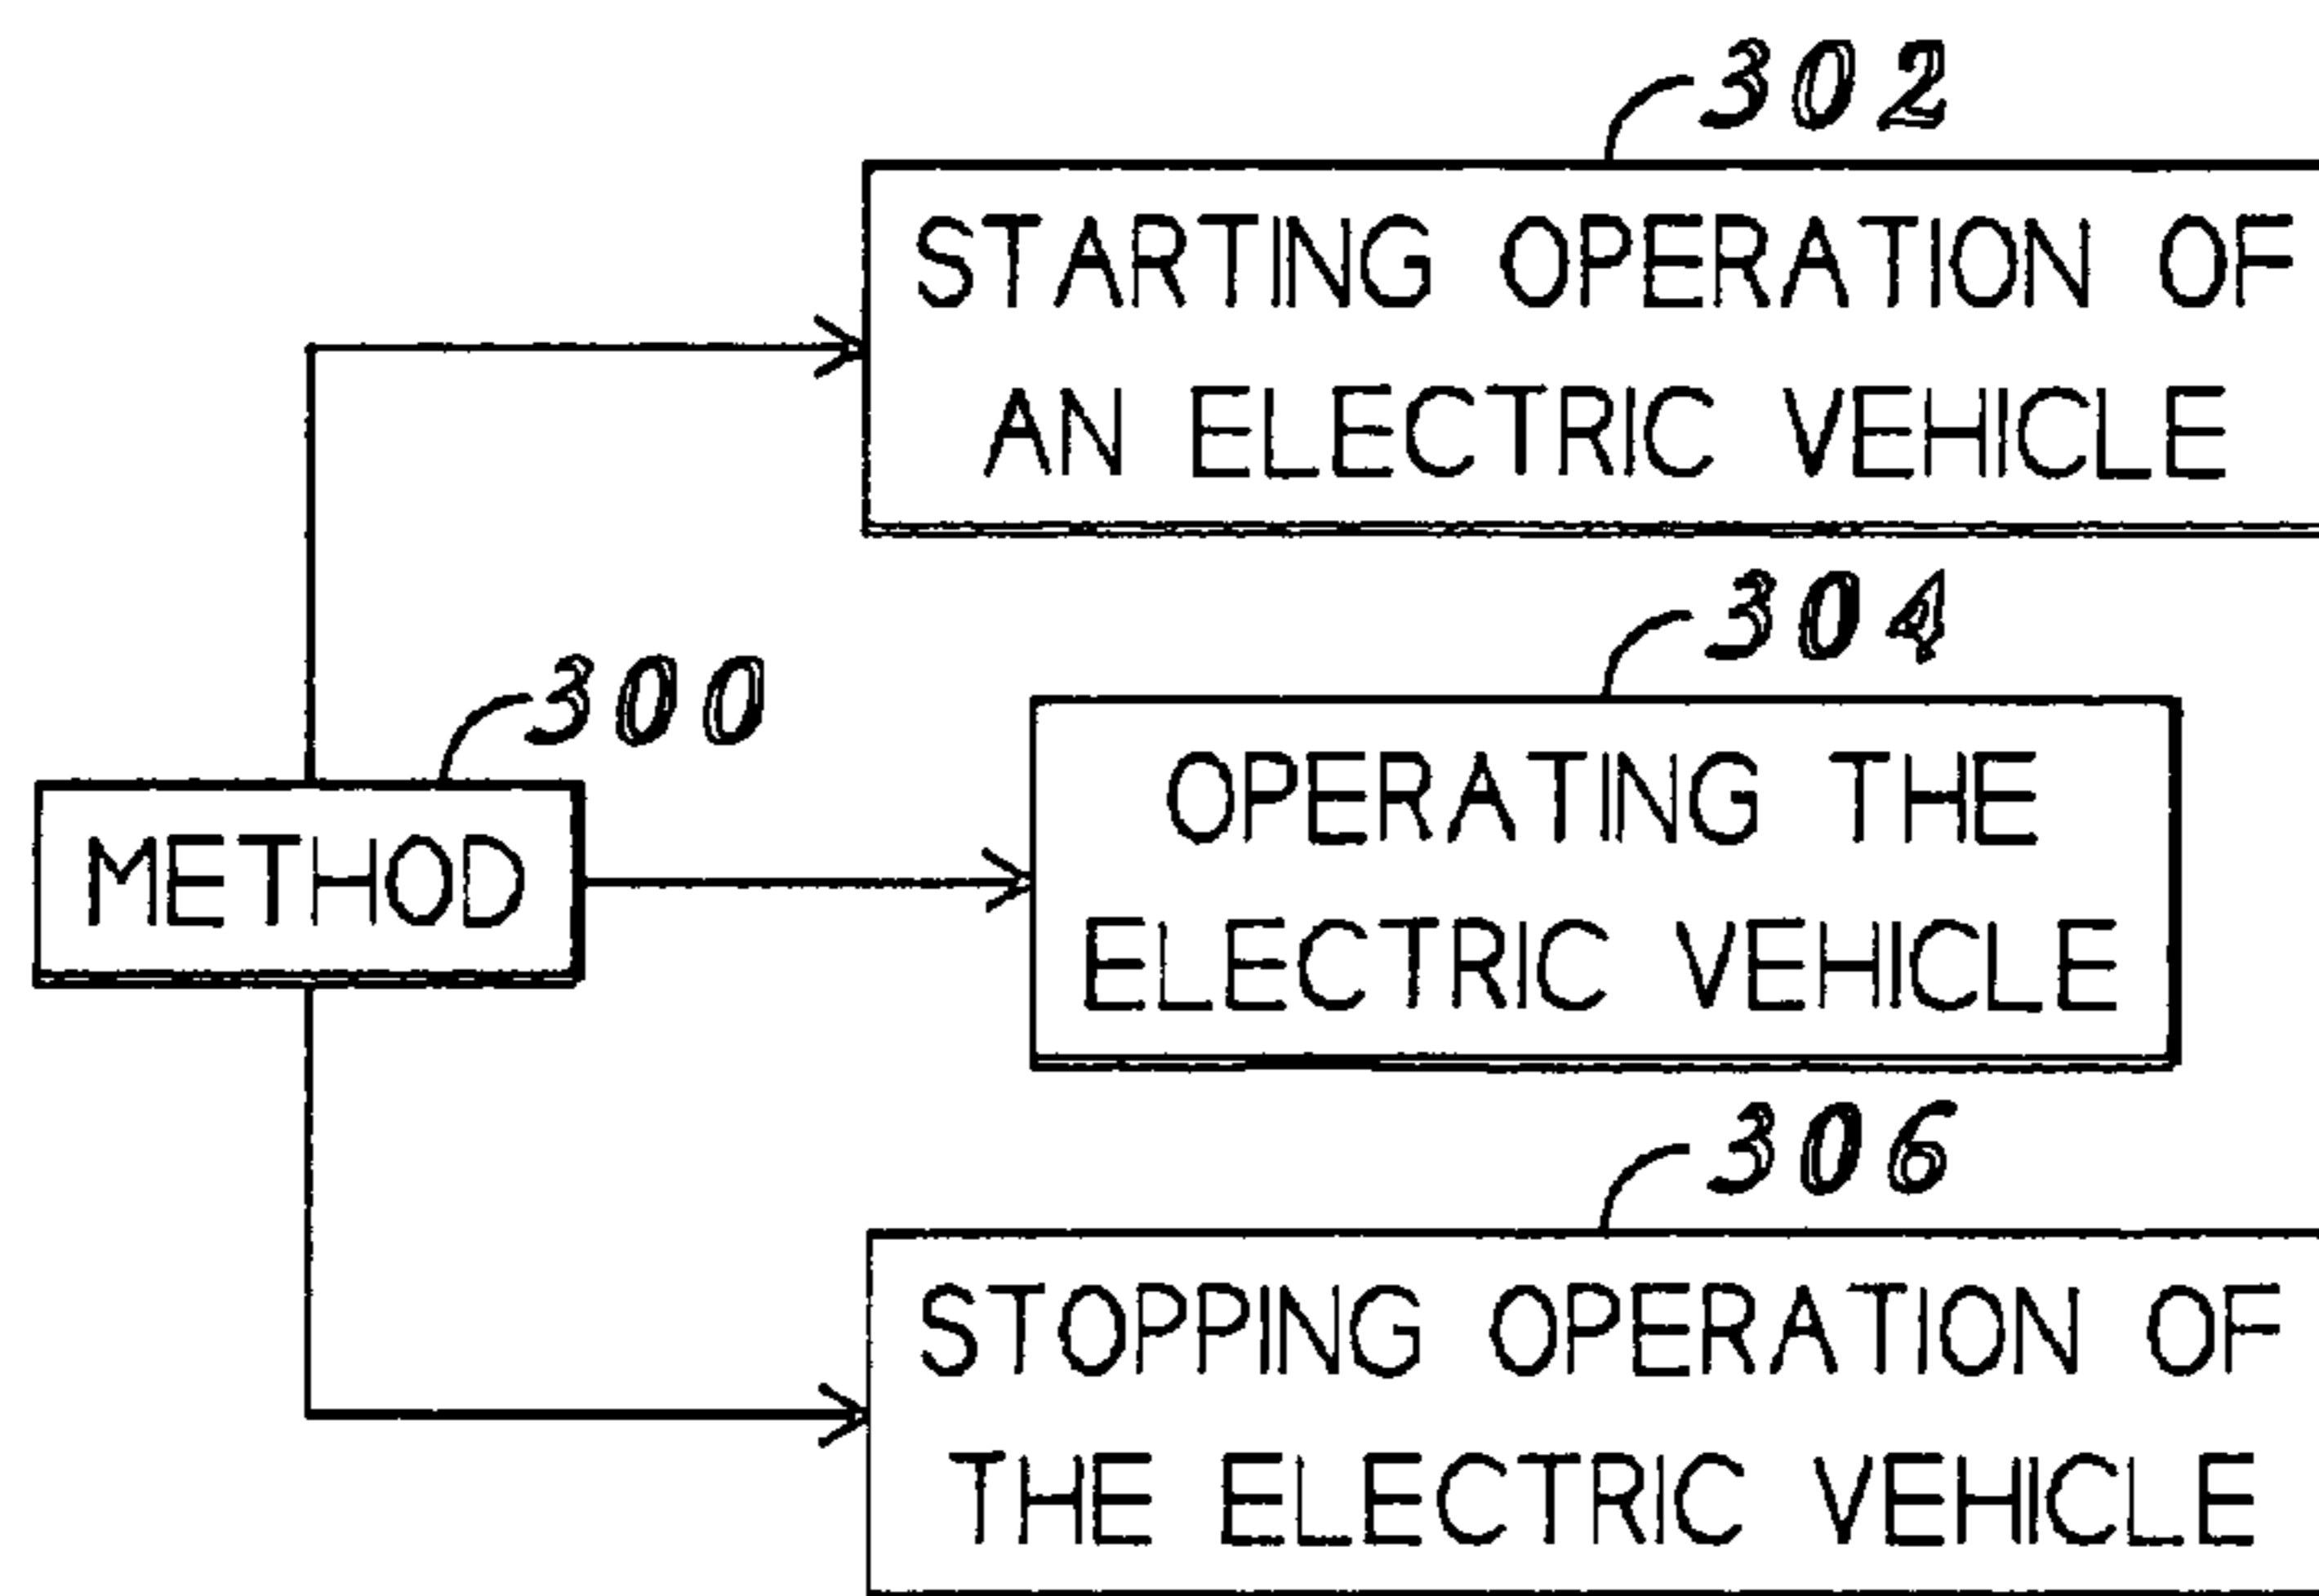 302
STARTING OPERATION OF
AN ELECTRIC VEHICLE
304
300
OPERATING THE
METHOD
ELECTRIC VEHICLE
306
STOPPING OPERATION OF
THE ELECTRIC VEHICLE